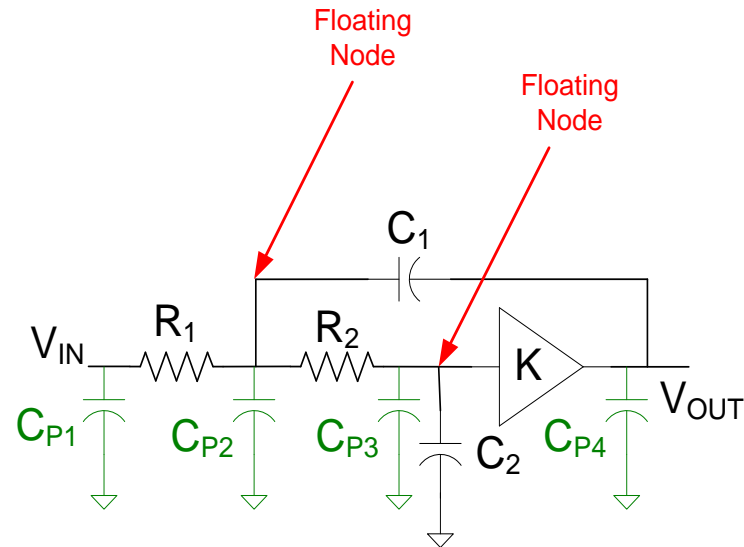 Floating
Node
Floating
Node
C1
R1
R2
VIN
K
VOUT
CP1
CP2
CP3
C2
CP4